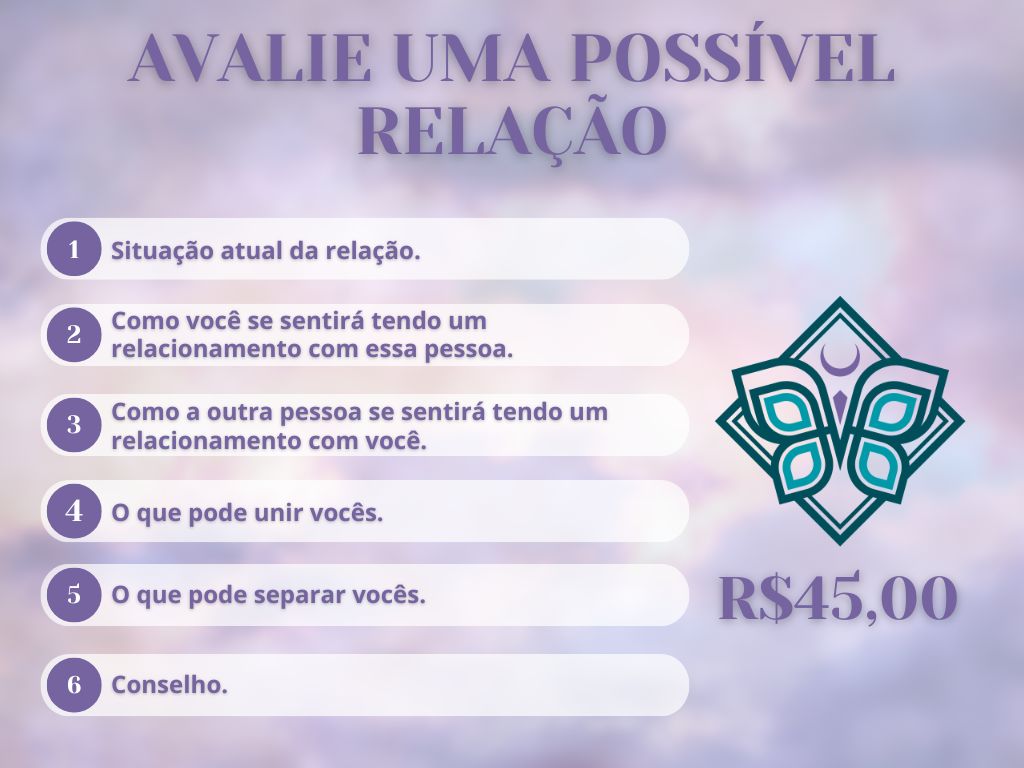 AVALIE UMA POSSÍVEL
RELAÇÃO
1 Situação atual da relação.
2 Como você se sentirá tendo um
relacionamento com essa pessoa.
3 Como a outra pessoa se sentirá tendo um
relacionamento com você.
4 O que pode unir vocês.
5 O que pode separar vocês.
6 Conselho.
R$45,00